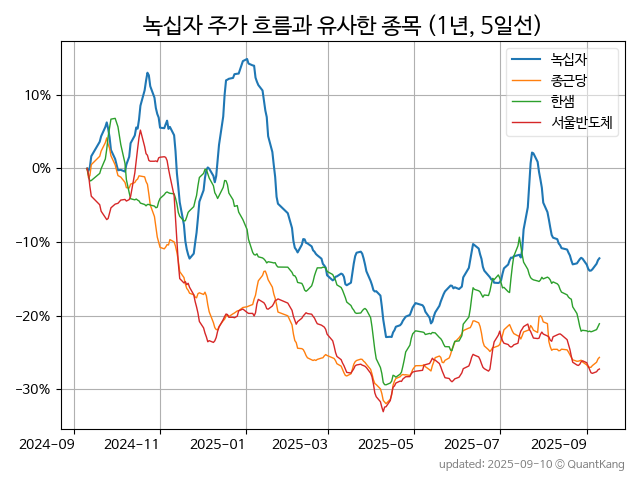 녹십자 주가 흐름과 유사한 종목 (1년, 5일선)
녹십자
종근당
한샘
서울반도체
10%
0%
−10%
−20%
−30%
2024-09 2024-11 2025-01 2025-03 2025-05 2025-07 2025-09
updated: 2025-09-10 © QuantKang